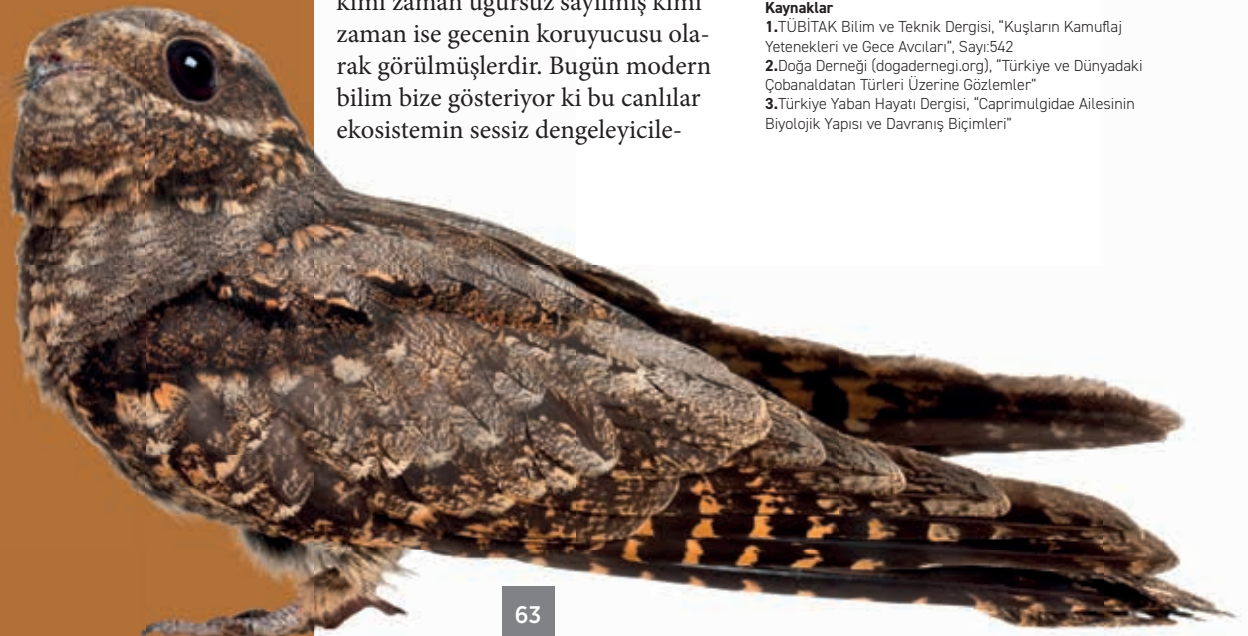 kimi zaman uğursuz sayılmış kimi
zaman ise gecenin koruyucusu ola-
rak görülmüşlerdir. Bugün modern
bilim bize gösteriyor ki bu canlılar
ekosistemin sessiz dengeleyicile-
Kaynaklar
1.TÜBİTAK Bilim ve Teknik Dergisi, “Kuşların Kamuflaj
Yetenekleri ve Gece Avcıları”, Sayı:542
2.Doğa Derneği (dogadernegi.org), “Türkiye ve Dünyadaki
Çobanaldatan Türleri Üzerine Gözlemler”
3.Türkiye Yaban Hayatı Dergisi, “Caprimulgidae Ailesinin
Biyolojik Yapısı ve Davranış Biçimleri”
63